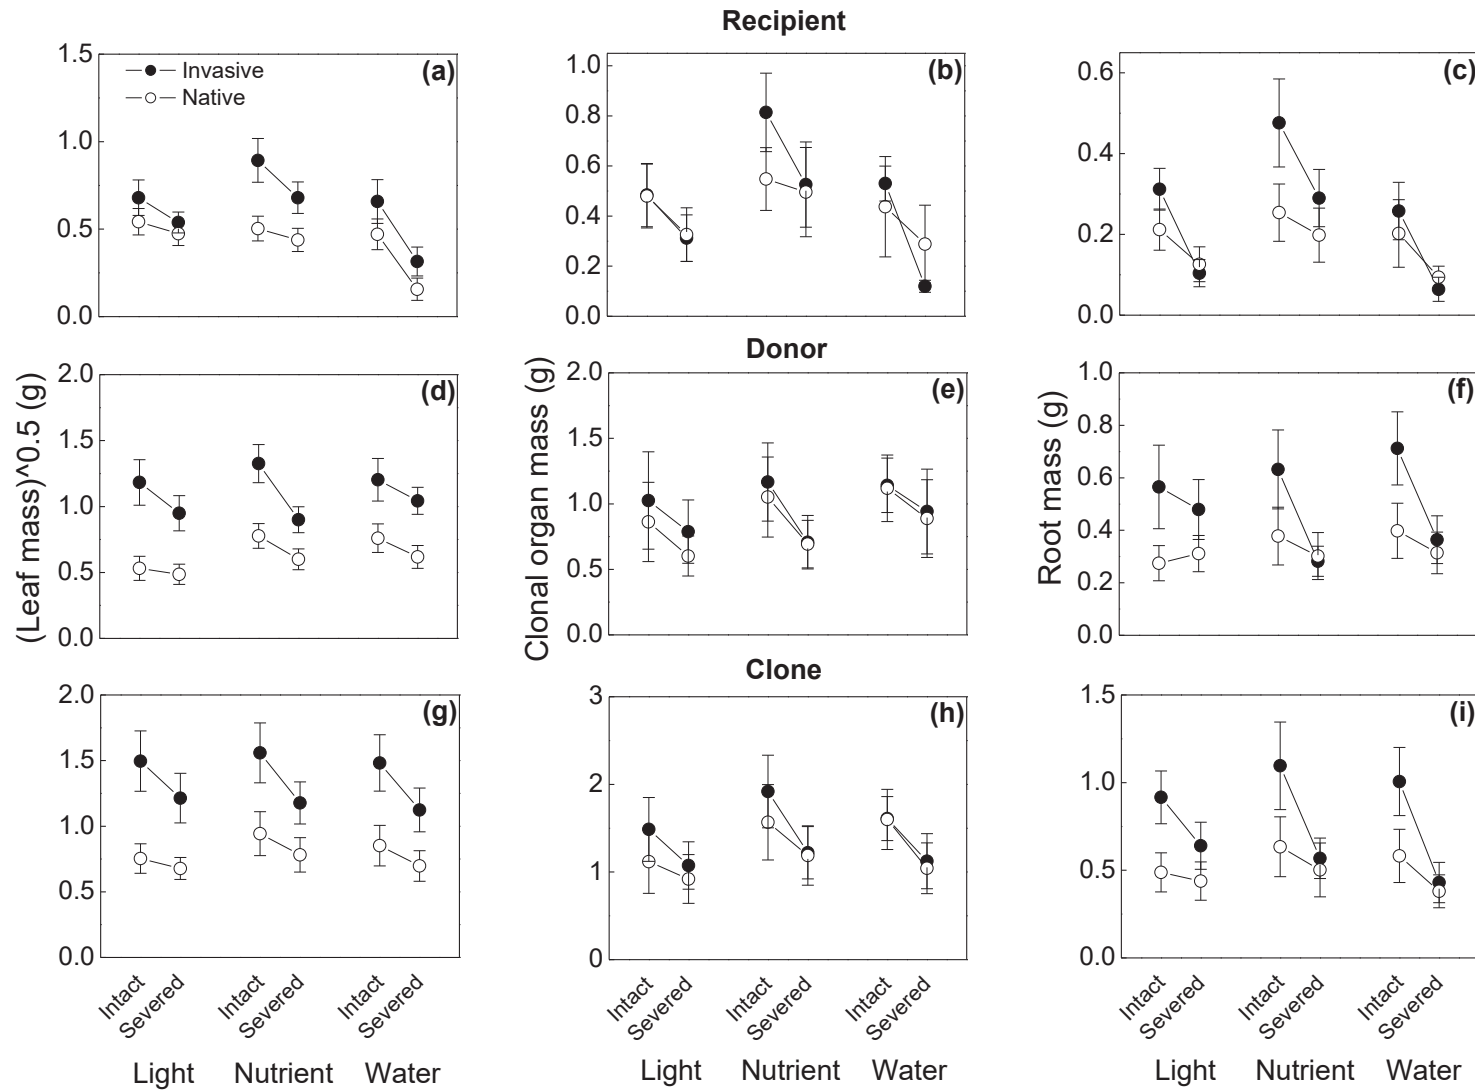 Recipient
1.5
1.0
0.5
0.0
Invasive
Native
(a)
1.0
0.8
0.6
0.4
0.2
0.0
(b)
0.6
0.4
0.2
0.0
(c)
Donor
(Leaf mass)^0.5 (g)
2.0
1.5
1.0
0.5
0.0
(d)
Clonal organ mass (g)
2.0
1.5
1.0
0.5
0.0
(e)
Root mass (g)
1.0
0.8
0.6
0.4
0.2
0.0
(f)
Clone
2.0
1.5
1.0
0.5
0.0
(g)
3
2
1
0
(h)
1.5
1.0
0.5
0.0
(i)
Intact Severed Intact Severed Intact Severed
Intact Severed Intact Severed Intact Severed
Intact Severed Intact Severed Intact Severed
Light Nutrient Water
Light Nutrient Water
Light Nutrient Water